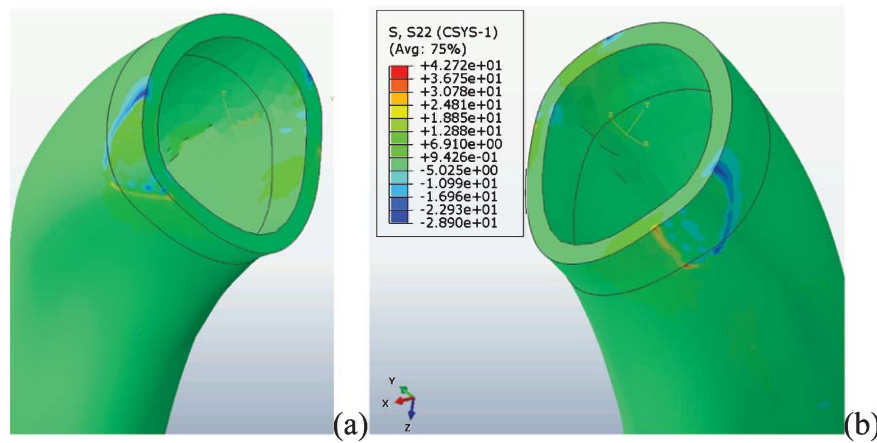 S, S22 (CSYS-1)
(Avg: 75%)
+4.272e+01
+3.675e+01
+3.078e+01
+2.481e+01
+1.885e+01
+1.288e+01
+6.910e+00
+9.426e-01
-5.025e+00
-1.099e+01
-1.696e+01
-2.293e+01
-2.890e+01
T
T
Y
X
Z
(a)
(b)